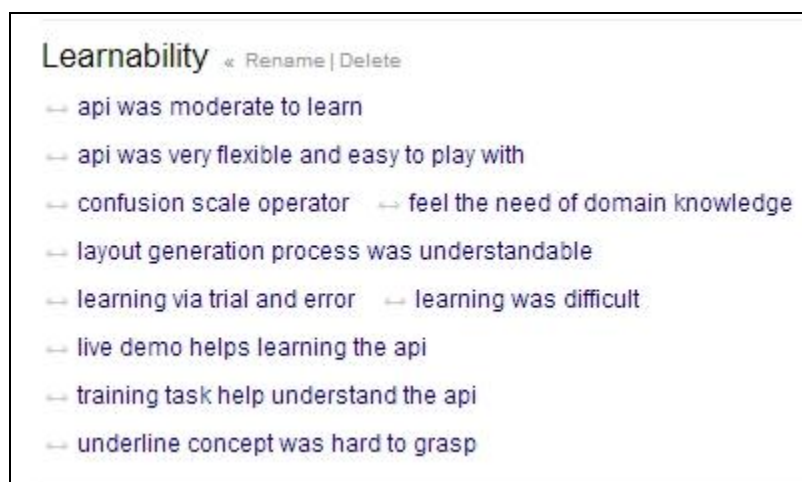 Learnability « Rename | Delete
↔ api was moderate to learn
↔ api was very flexible and easy to play with
↔ confusion scale operator ↔ feel the need of domain knowledge
↔ layout generation process was understandable
↔ learning via trial and error ↔ learning was difficult
↔ live demo helps learning the api
↔ training task help understand the api
↔ underline concept was hard to grasp